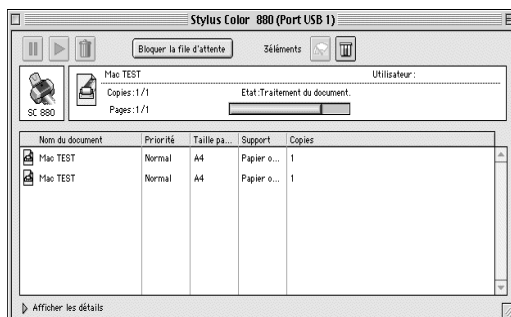 Stylus Color 880 (Port USB 1)
Bloquer la file d'attente 3éléments
Mac TEST Utilisateur :
Copies:1/1 Etat:Traitement du document.
SC 880 Pages:1/1
Nom du document Priorité Taille pa... Support Copies
Mac TEST Normal A4 Papier o... 1
Mac TEST Normal A4 Papier o... 1
Afficher les détails